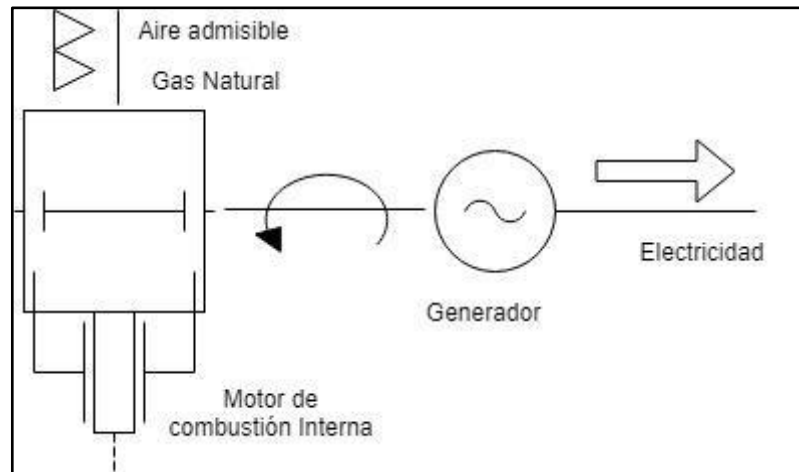 Aire admisible
Gas Natural
Electricidad
Generador
Motor de
combustión Interna